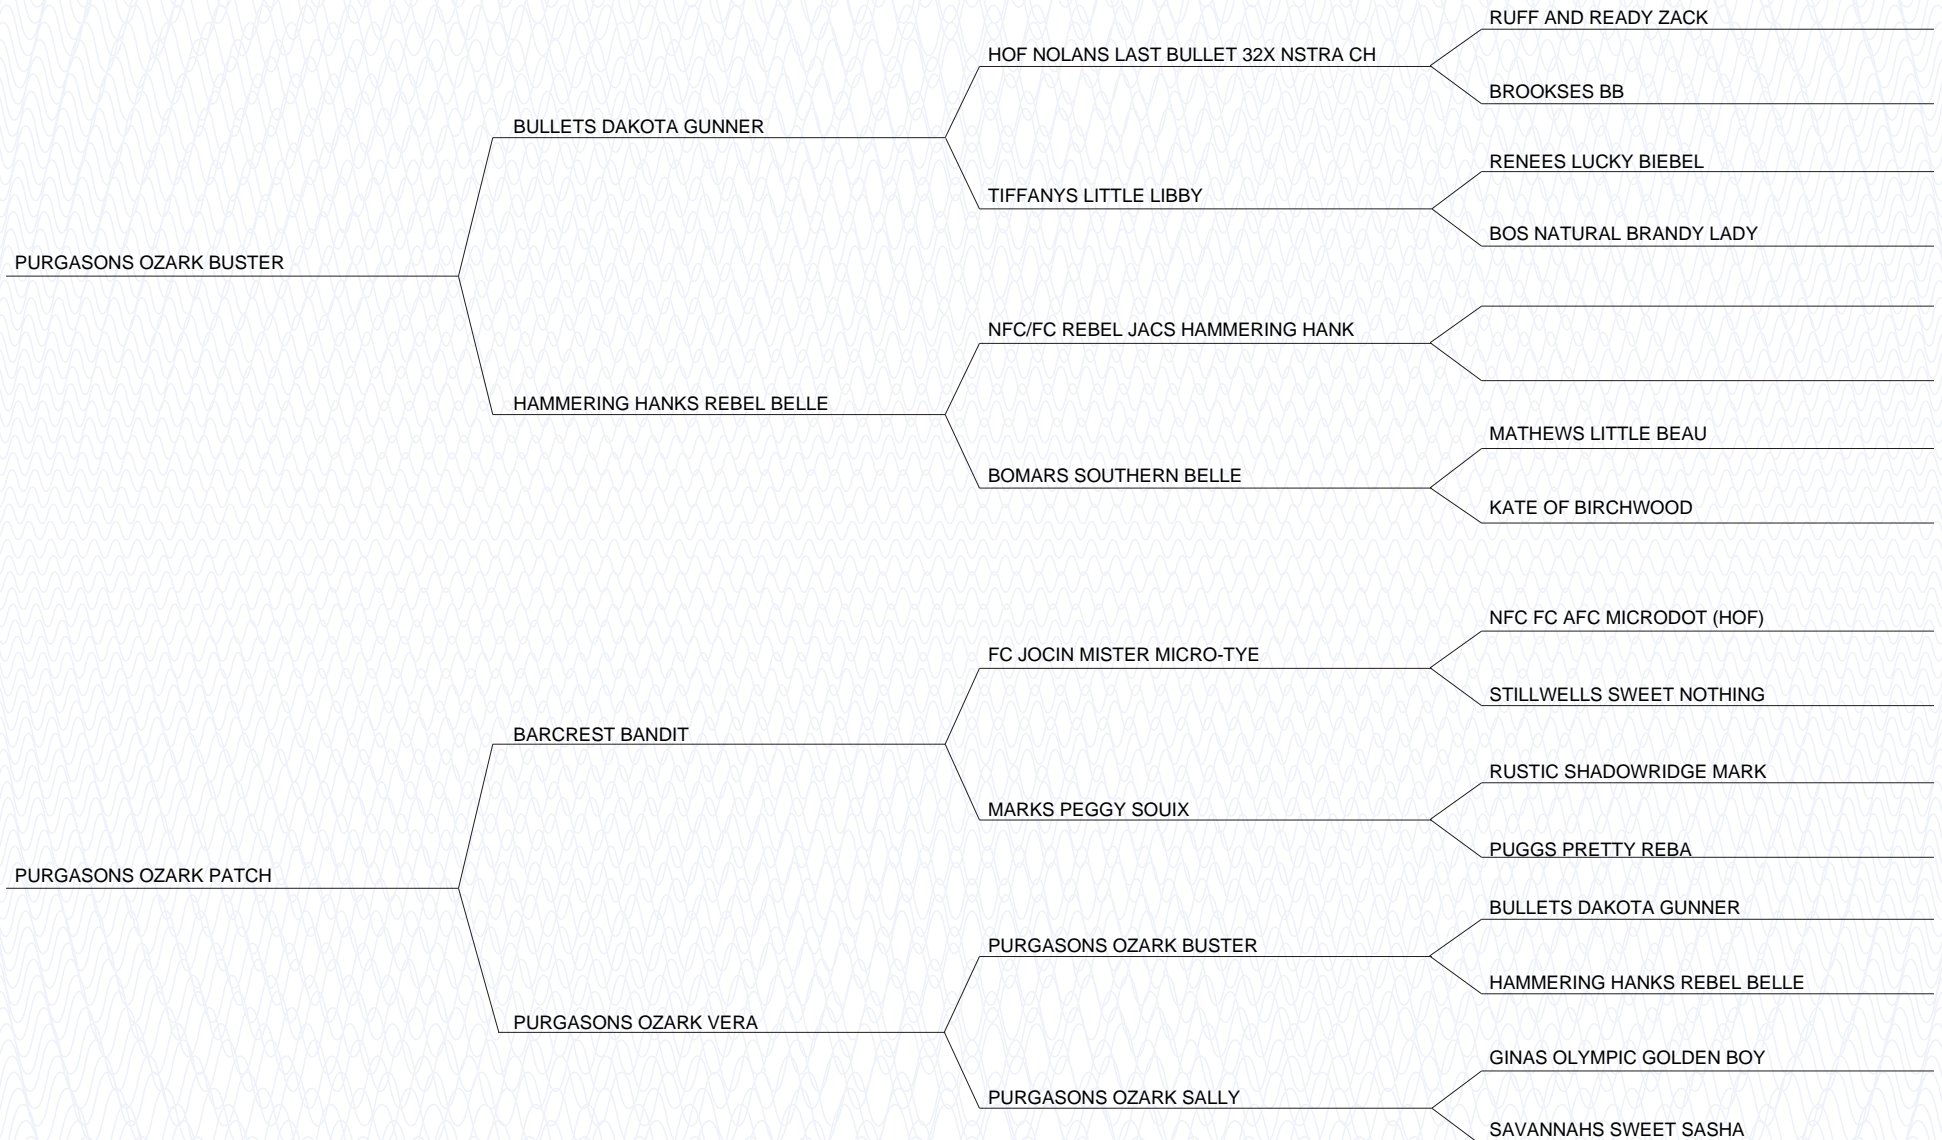 RUFF AND READY ZACK
HOF NOLANS LAST BULLET 32X NSTRA CH
BROOKSES BB
BULLETS DAKOTA GUNNER
RENEES LUCKY BIEBEL
TIFFANYS LITTLE LIBBY
BOS NATURAL BRANDY LADY
PURGASONS OZARK BUSTER
NFC/FC REBEL JACS HAMMERING HANK
HAMMERING HANKS REBEL BELLE
MATHEWS LITTLE BEAU
BOMARS SOUTHERN BELLE
KATE OF BIRCHWOOD
NFC FC AFC MICRODOT (HOF)
FC JOCIN MISTER MICRO-TYE
STILLWELLS SWEET NOTHING
BARCREST BANDIT
RUSTIC SHADOWRIDGE MARK
MARKS PEGGY SOUIX
PUGGS PRETTY REBA
PURGASONS OZARK PATCH
BULLETS DAKOTA GUNNER
PURGASONS OZARK BUSTER
HAMMERING HANKS REBEL BELLE
PURGASONS OZARK VERA
GINAS OLYMPIC GOLDEN BOY
PURGASONS OZARK SALLY
SAVANNAHS SWEET SASHA